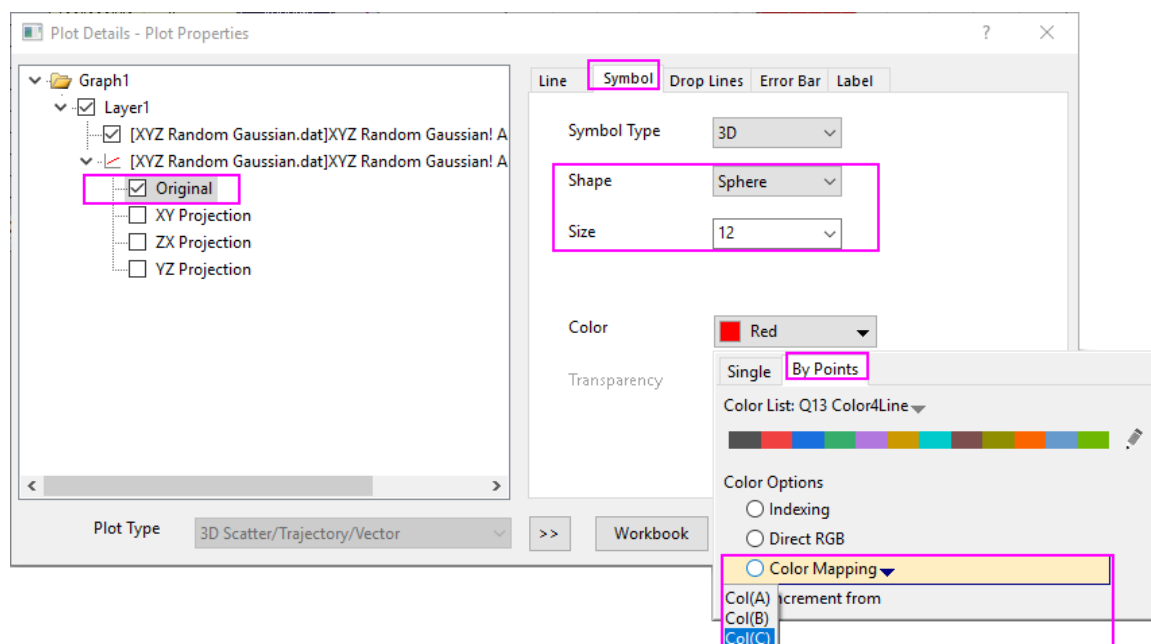 Plot Details - Plot Properties
?
Graph1
Layer1
[XYZ Random Gaussian.dat]XYZ Random Gaussian! A
[XYZ Random Gaussian.dat]XYZ Random Gaussian! A
Original
XY Projection
ZX Projection
YZ Projection
Plot Type
3D Scatter/Trajectory/Vector
>>
Workbook
Line Symbol Drop Lines Error Bar Label
Symbol Type 3D
Shape Sphere
Size 12
Color Red
Transparency
Single By Points
Color List: Q13 Color4Line
Color Options
Indexing
Direct RGB
Color Mapping
Col(A) ncrement from
Col(B)
Col(C)